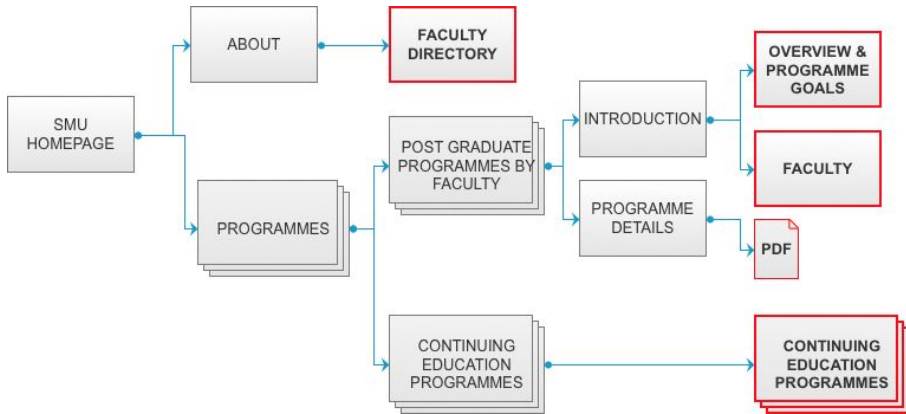 ABOUT
FACULTY
DIRECTORY
OVERVIEW &
PROGRAMME
GOALS
SMU
HOMEPAGE
POST GRADUATE
PROGRAMMES BY
FACULTY
INTRODUCTION
FACULTY
PROGRAMMES
PROGRAMME
DETAILS
PDF
CONTINUING
EDUCATION
PROGRAMMES
CONTINUING
EDUCATION
PROGRAMMES